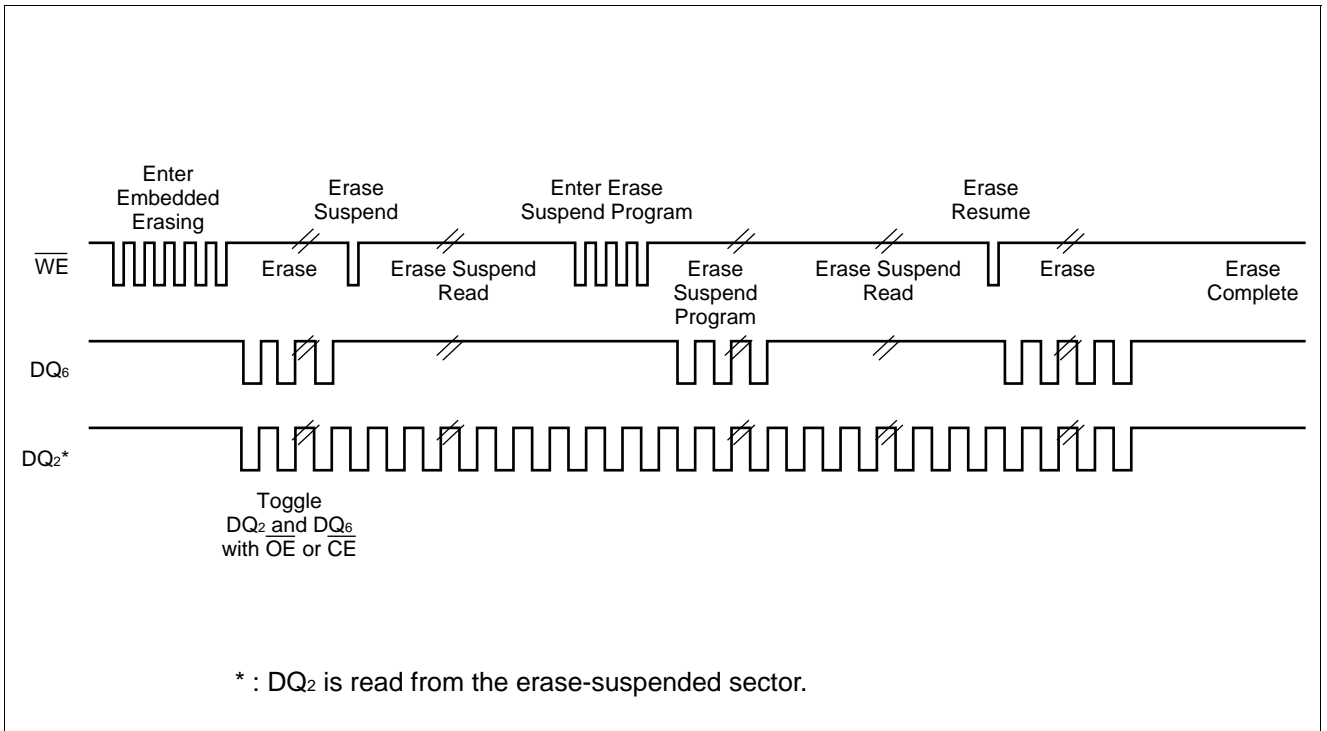 Enter
Embedded
Erasing
Erase
Suspend
Enter Erase
Suspend Program
Erase
Resume
WE
Erase
Erase Suspend
Read
Erase
Suspend
Program
Erase Suspend
Read
Erase
Erase
Complete
DQ6
DQ2*
Toggle
DQ2 and DQ6
with OE or CE
* : DQ2 is read from the erase-suspended sector.